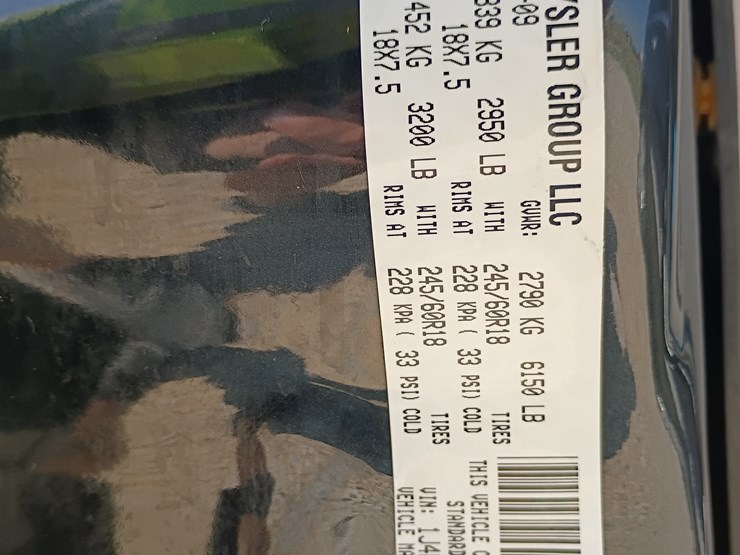 YSLER GROUP LLC
-09 GVWR: 2790 KG 6150 LB
339 KG 2950 LB WITH 245/60R18 TIRES
18X7.5 RIMS AT 228 KPA ( 33 PSI) COLD
452 KG 3200 LB WITH 245/60R18 TIRES
18X7.5 RIMS AT 228 KPA ( 33 PSI) COLD
THIS VEHICLE C
STANDARD
VIN: 1J4
VEHICLE MA